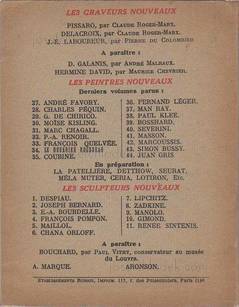 LES GRAVEURS NOUVEAUX
PISSARO, par Claude Roger-Marx.
DELACROIX, par Claude Roger-Marx.
J.-E. LABOUREUR, par Pierre du Colombier
A paraître :
D. GALANIS, par André Malraux.
HERMINE DAVID, par Maurice Chevrier.
LES PEINTRES NOUVEAUX
Derniers volumes parus :
27. ANDRÉ FAVORY.
28. CHARLES PÉQUIN.
29. G. DE CHIRICO.
30. MOÏSE KISLING.
31. MARC CHAGALL.
32. P.-A. RENOIR.
33. FRANÇOIS QUELVÉE.
35. COUBINE.
36. FERNAND LÉGER.
37. MAN RAY.
38. PAUL KLEE.
39. BOSSHARD.
40. SEVERINI.
41. MASSON.
42. MARCOUSSIS.
43. SIMON BUSSY.
44. JUAN GRIS
En préparation :
LA PATELLIÈRE, DETTHOW, SEURAT,
MÉLA MUTER, CERIA, LOTIRON, Etc.
LES SCULPTEURS NOUVEAUX
1. DESPIAU.
2. JOSEPH BERNARD.
3. E.-A. BOURDELLE.
4. FRANÇOIS POMPON.
5. MAILLOL.
6. CHANA ORLOFF.
7. LIPCHITZ.
8. ZADKINE.
9. MANOLO.
10. GIMOND.
11. RENÉE SINTENIS.
A paraître :
BOUCHARD, par Paul Vitry, conservateur au musée
du Louvre.
A. MARQUE.
ARONSON.